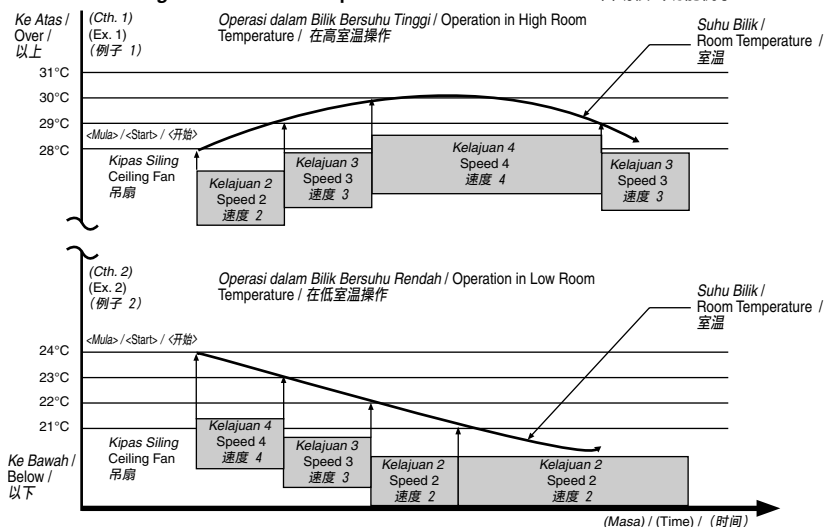 Ke Atas /
Over /
以上
(Cth. 1)
(Ex. 1)
(例子 1)
Operasi dalam Bilik Bersuhu Tinggi / Operation in High Room
Temperature / 在高室温操作
Suhu Bilik /
Room Temperature /
室温
31°C
30°C
29°C
28°C
<Mula> / <Start> / <开始>
Kipas Siling
Ceiling Fan
吊扇
Kelajuan 2
Speed 2
速度 2
Kelajuan 3
Speed 3
速度 3
Kelajuan 4
Speed 4
速度 4
Kelajuan 3
Speed 3
速度 3
(Cth. 2)
(Ex. 2)
(例子 2)
Operasi dalam Bilik Bersuhu Rendah / Operation in Low Room
Temperature / 在低室温操作
Suhu Bilik /
Room Temperature /
室温
<Mula> / <Start> / <开始>
24°C
23°C
22°C
21°C
Kipas Siling
Ceiling Fan
吊扇
Ke Bawah /
Below /
以下
Kelajuan 4
Speed 4
速度 4
Kelajuan 3
Speed 3
速度 3
Kelajuan 2
Speed 2
速度 2
Kelajuan 2
Speed 2
速度 2
(Masa) / (Time) / (时间)